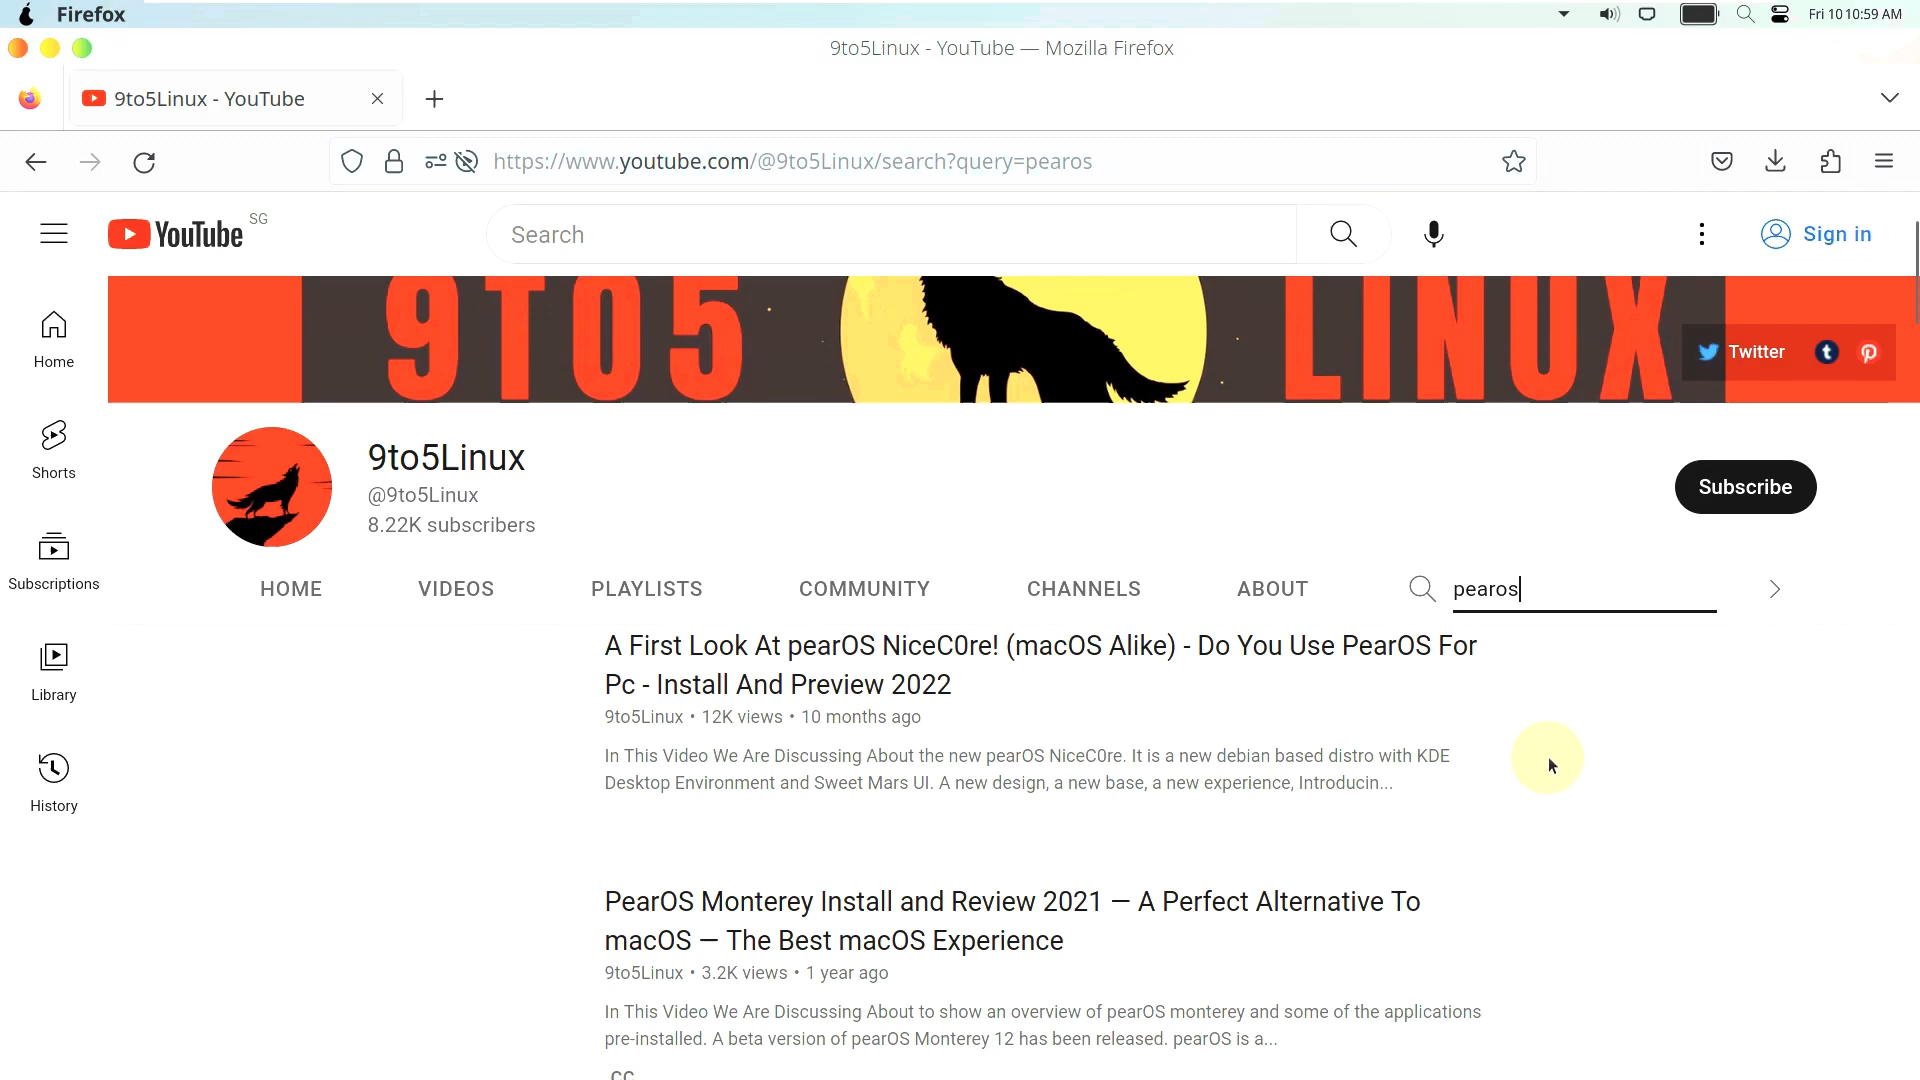 Firefox
Fri 10 10:59 AM
9to5Linux - YouTube — Mozilla Firefox
9to5Linux - YouTube
https://www.youtube.com/@9to5Linux/search?query=pearos
YouTube SG
Search
Sign in
9TO5 LINUX
Twitter
Home
Shorts
Subscriptions
Library
History
9to5Linux
@9to5Linux
8.22K subscribers
Subscribe
HOME VIDEOS PLAYLISTS COMMUNITY CHANNELS ABOUT pearos
A First Look At pearOS NiceC0re! (macOS Alike) - Do You Use PearOS For
Pc - Install And Preview 2022
9to5Linux • 12K views • 10 months ago
In This Video We Are Discussing About the new pearOS NiceC0re. It is a new debian based distro with KDE
Desktop Environment and Sweet Mars UI. A new design, a new base, a new experience, Introducin...
PearOS Monterey Install and Review 2021 — A Perfect Alternative To
macOS — The Best macOS Experience
9to5Linux • 3.2K views • 1 year ago
In This Video We Are Discussing About to show an overview of pearOS monterey and some of the applications
pre-installed. A beta version of pearOS Monterey 12 has been released. pearOS is a...
CC